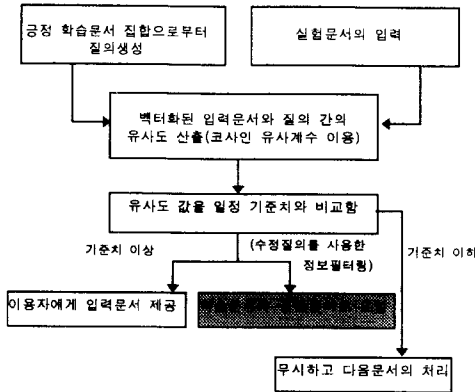 긍정 학습문서 집합으로부터
질의생성
실험문서의 입력
벡터화된 입력문서와 질의 간의
유사도 산출(코사인 유사계수 이용)
유사도 값을 일정 기준치와 비교함
기준치 이상
(수정질의를 사용한
정보필터링)
기준치 이하
이용자에게 입력문서 제공
무시하고 다음문서의 처리